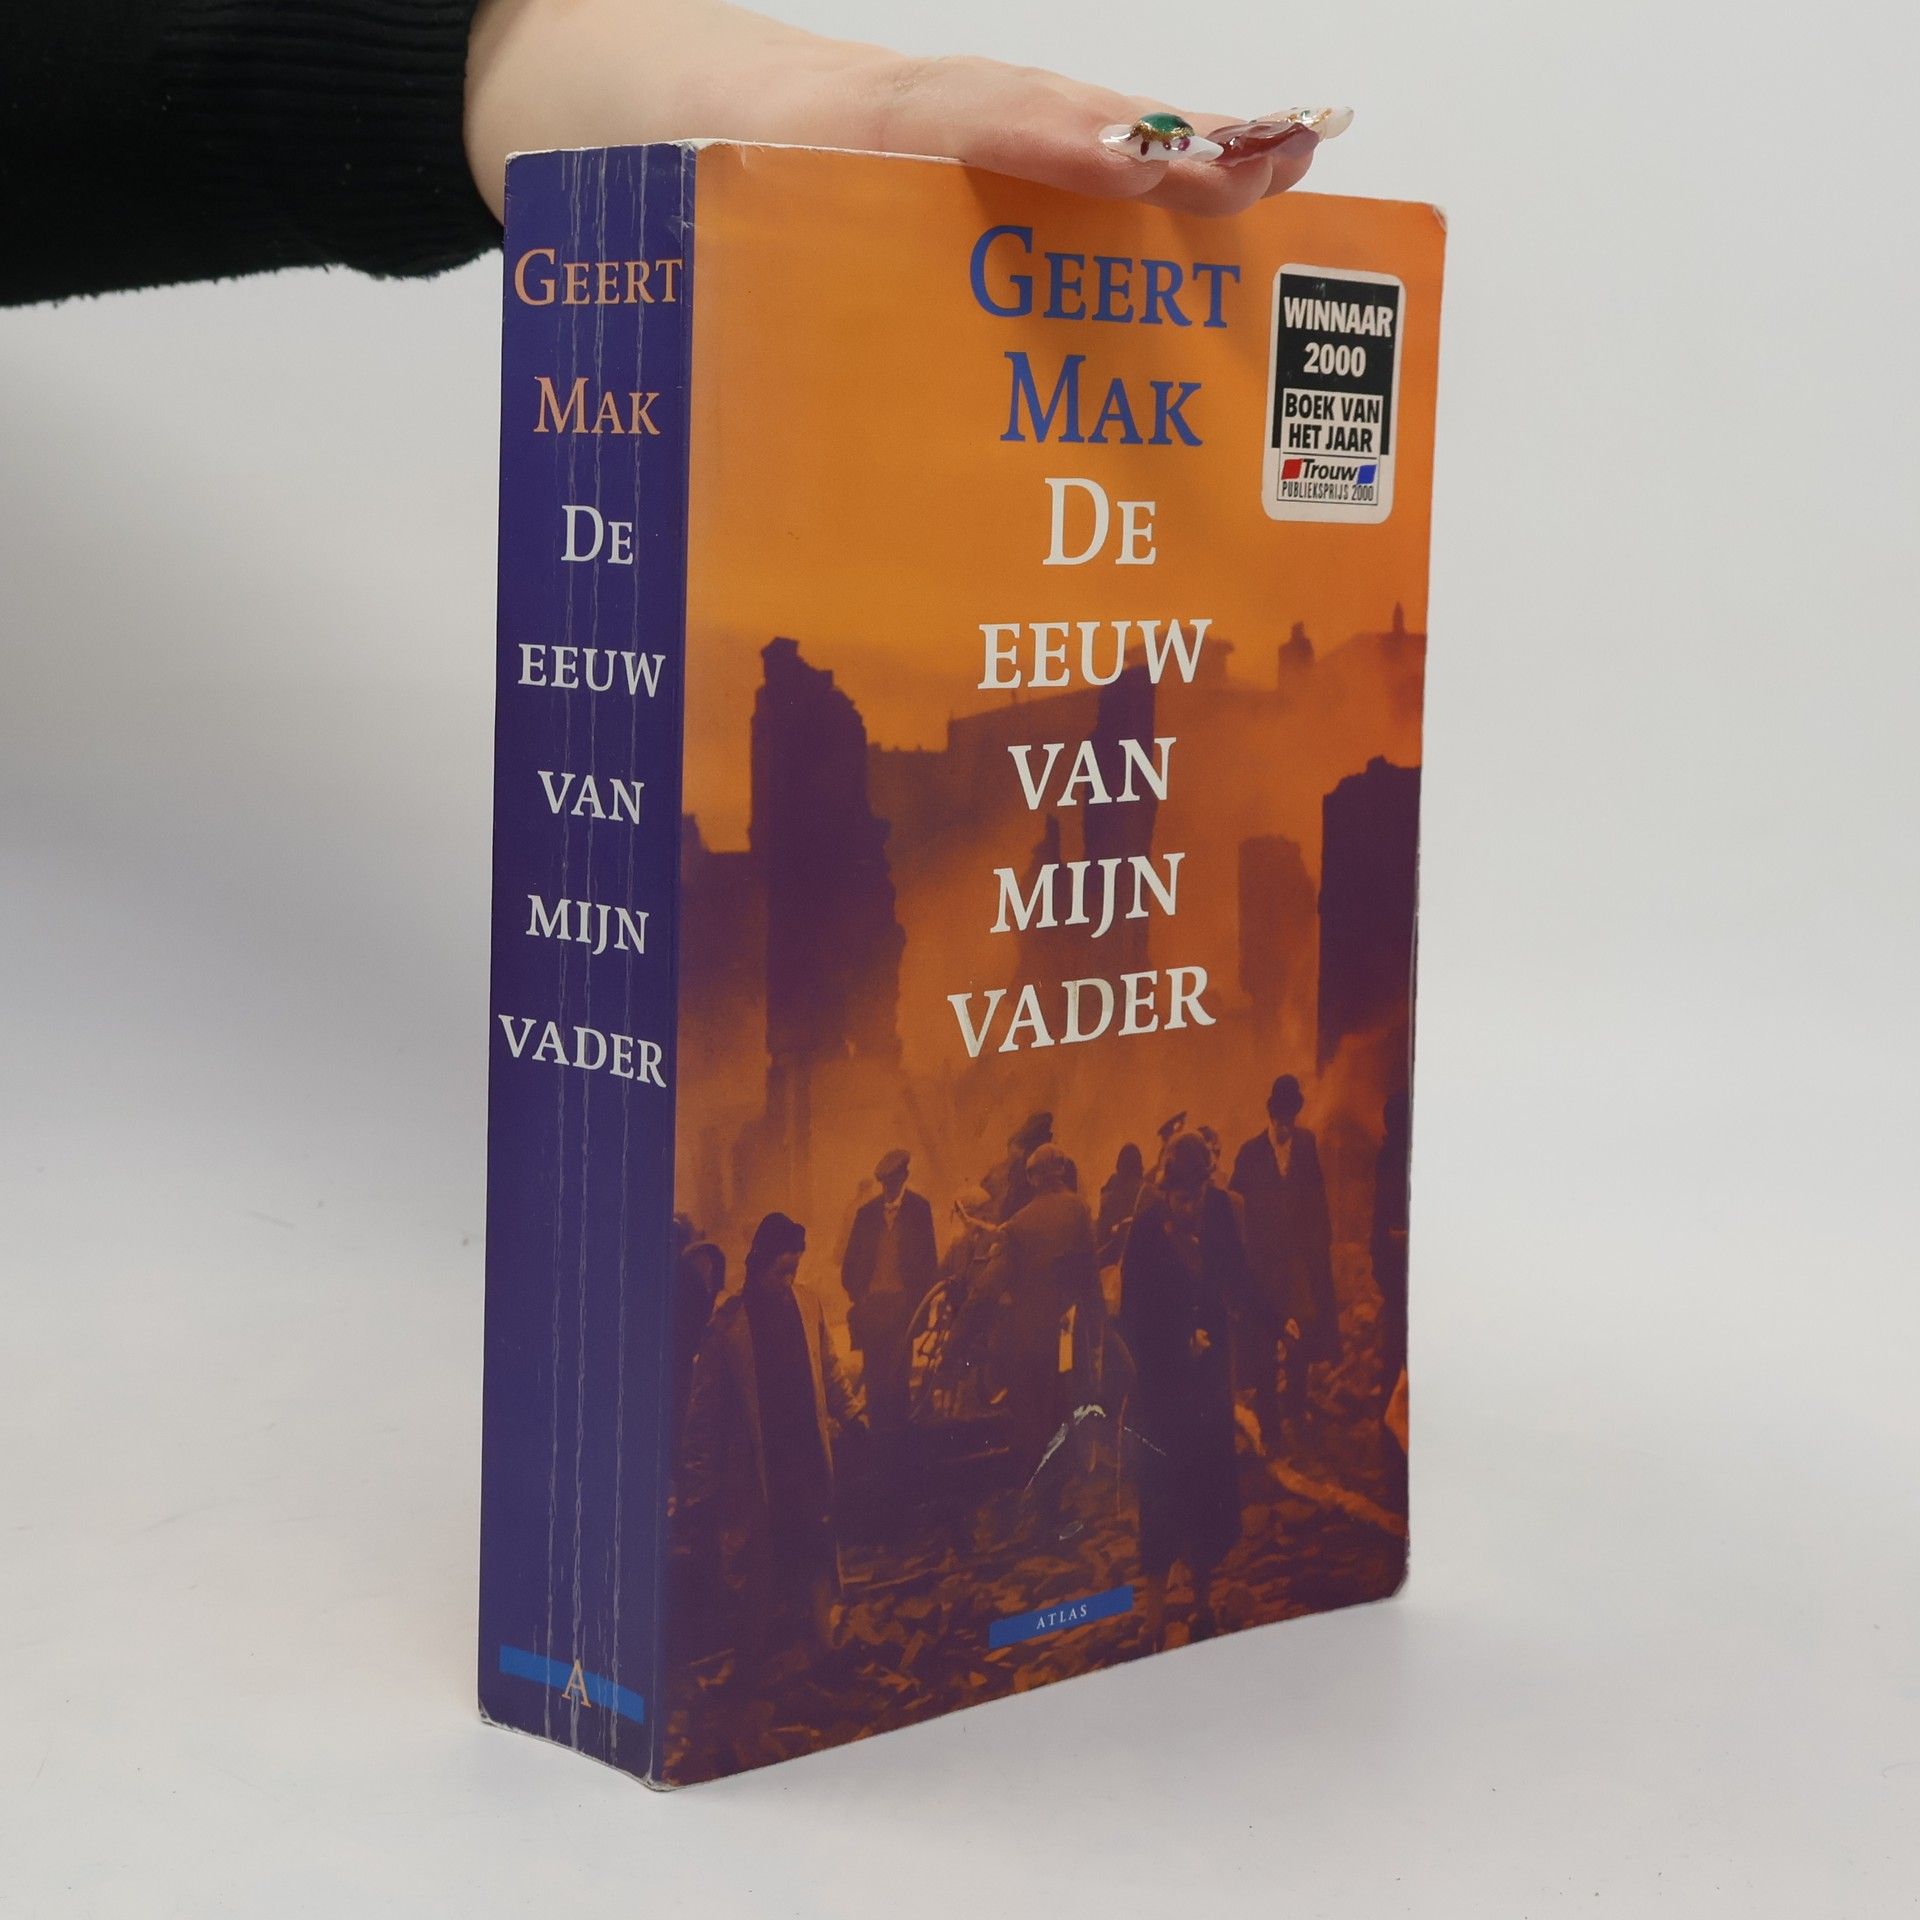 GEERT
MAK
DE
EEUW
VAN
MIJN
VADER
A
GEERT
MAK
DE
EEUW
VAN
MIJN
VADER
WINNAAR
2000
BOEK VAN
HET JAAR
Trouw
PUBLIEKSPRIJS 2000
ATLAS